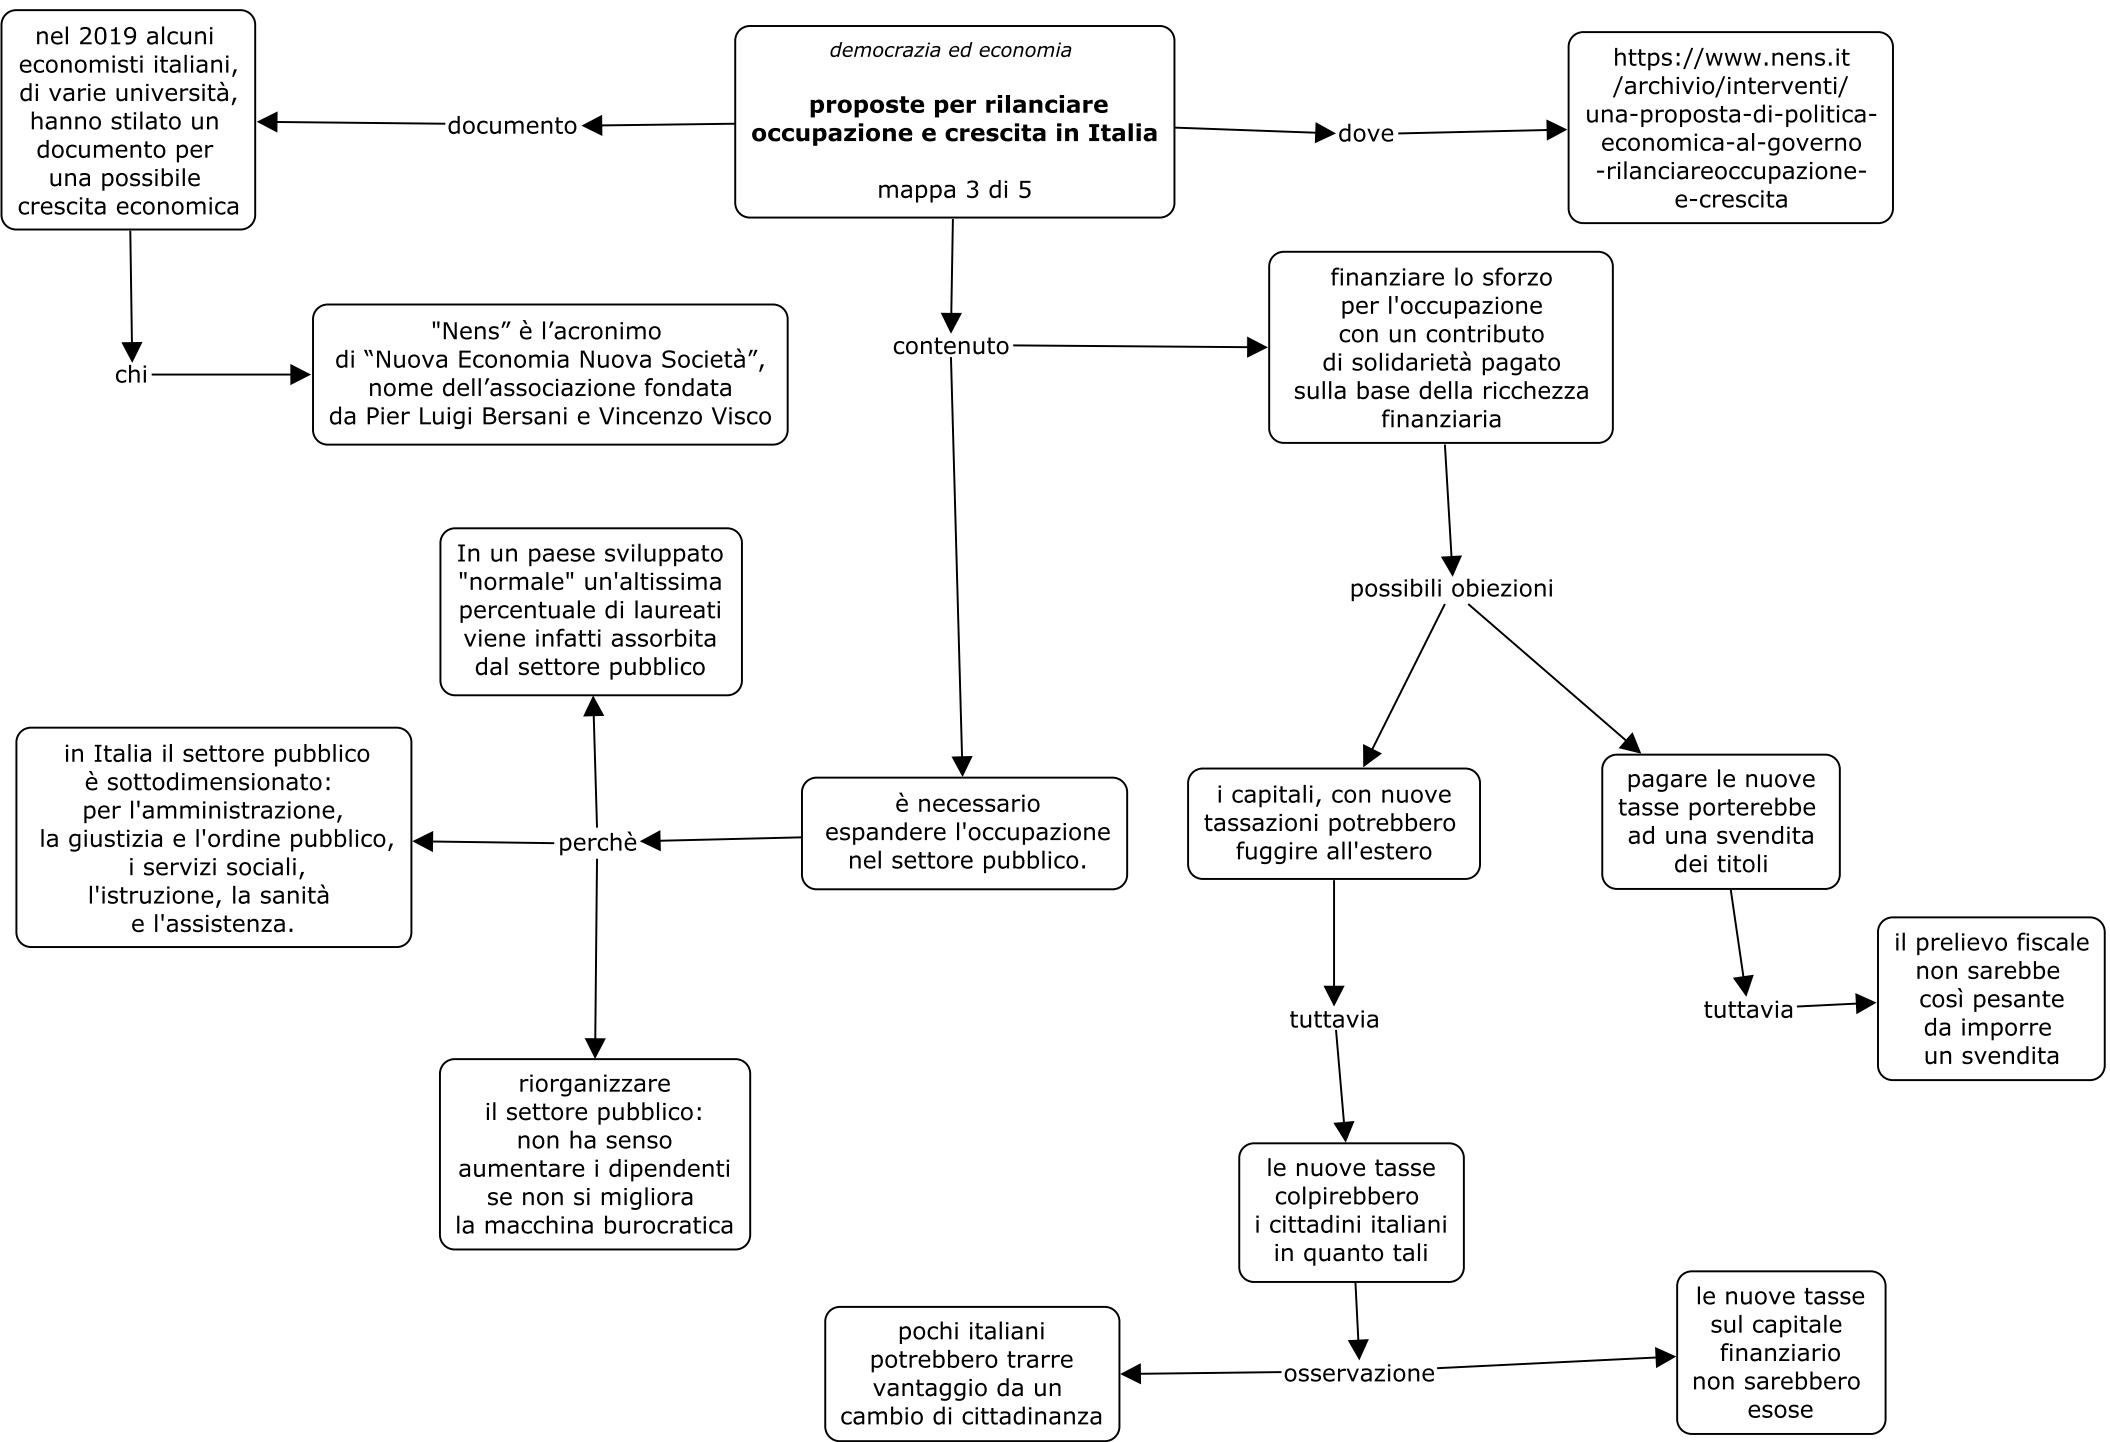 nel 2019 alcuni
economisti italiani,
di varie università,
hanno stilato un
documento per
una possibile
crescita economica
documento
democrazia ed economia
proposte per rilanciare
occupazione e crescita in Italia
mappa 3 di 5
dove
https://www.nens.it
/archivio/interventi/
una-proposta-di-politica-
economica-al-governo
-rilanciareoccupazione-
e-crescita
chi
"Nens” è l’acronimo
di “Nuova Economia Nuova Società”,
nome dell’associazione fondata
da Pier Luigi Bersani e Vincenzo Visco
contenuto
finanziare lo sforzo
per l'occupazione
con un contributo
di solidarietà pagato
sulla base della ricchezza
finanziaria
possibili obiezioni
In un paese sviluppato
"normale" un'altissima
percentuale di laureati
viene infatti assorbita
dal settore pubblico
in Italia il settore pubblico
è sottodimensionato:
per l'amministrazione,
la giustizia e l'ordine pubblico,
i servizi sociali,
l'istruzione, la sanità
e l'assistenza.
perchè
è necessario
espandere l'occupazione
nel settore pubblico.
i capitali, con nuove
tassazioni potrebbero
fuggire all'estero
pagare le nuove
tasse porterebbe
ad una svendita
dei titoli
tuttavia
il prelievo fiscale
non sarebbe
così pesante
da imporre
un svendita
tuttavia
riorganizzare
il settore pubblico:
non ha senso
aumentare i dipendenti
se non si migliora
la macchina burocratica
le nuove tasse
colpirebbero
i cittadini italiani
in quanto tali
osservazione
pochi italiani
potrebbero trarre
vantaggio da un
cambio di cittadinanza
le nuove tasse
sul capitale
finanziario
non sarebbero
esose